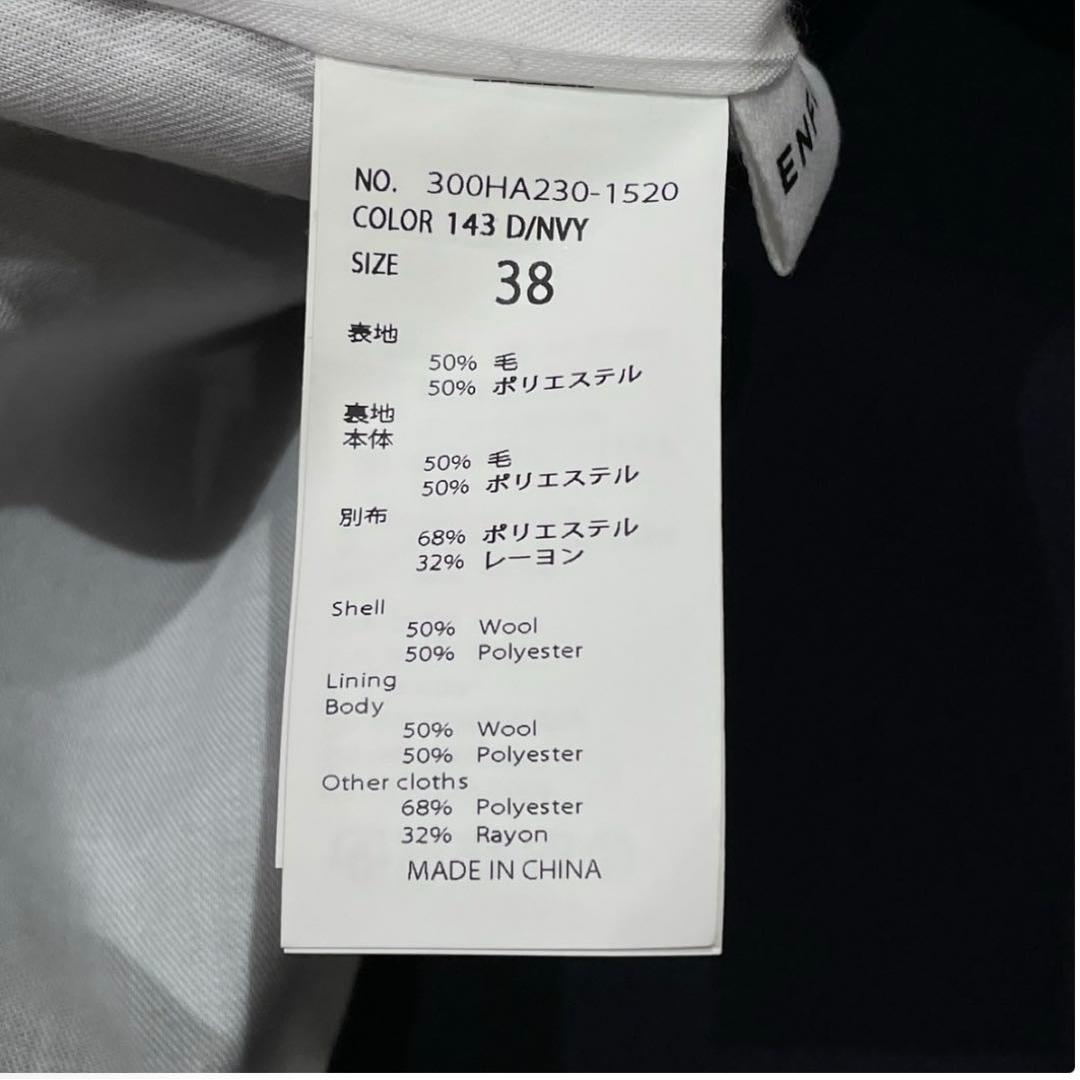 NO. 300HA230-1520
COLOR 143 D/NVY
SIZE 38
表地
50% 毛
50% ポリエステル
裏地
本体
50% 毛
50% ポリエステル
別布
68% ポリエステル
32% レーヨン
Shell
50% Wool
50% Polyester
Lining
Body
50% Wool
50% Polyester
Other cloths
68% Polyester
32% Rayon
MADE IN CHINA